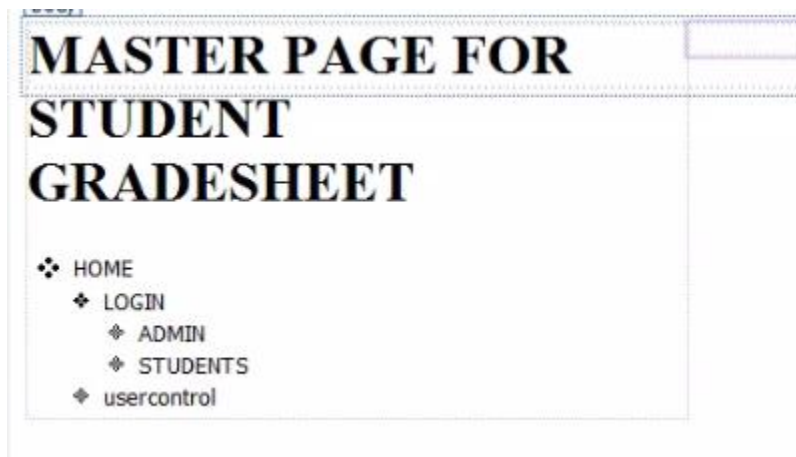 MASTER PAGE FOR
STUDENT
GRADESHEET
HOME
LOGIN
ADMIN
STUDENTS
usercontrol